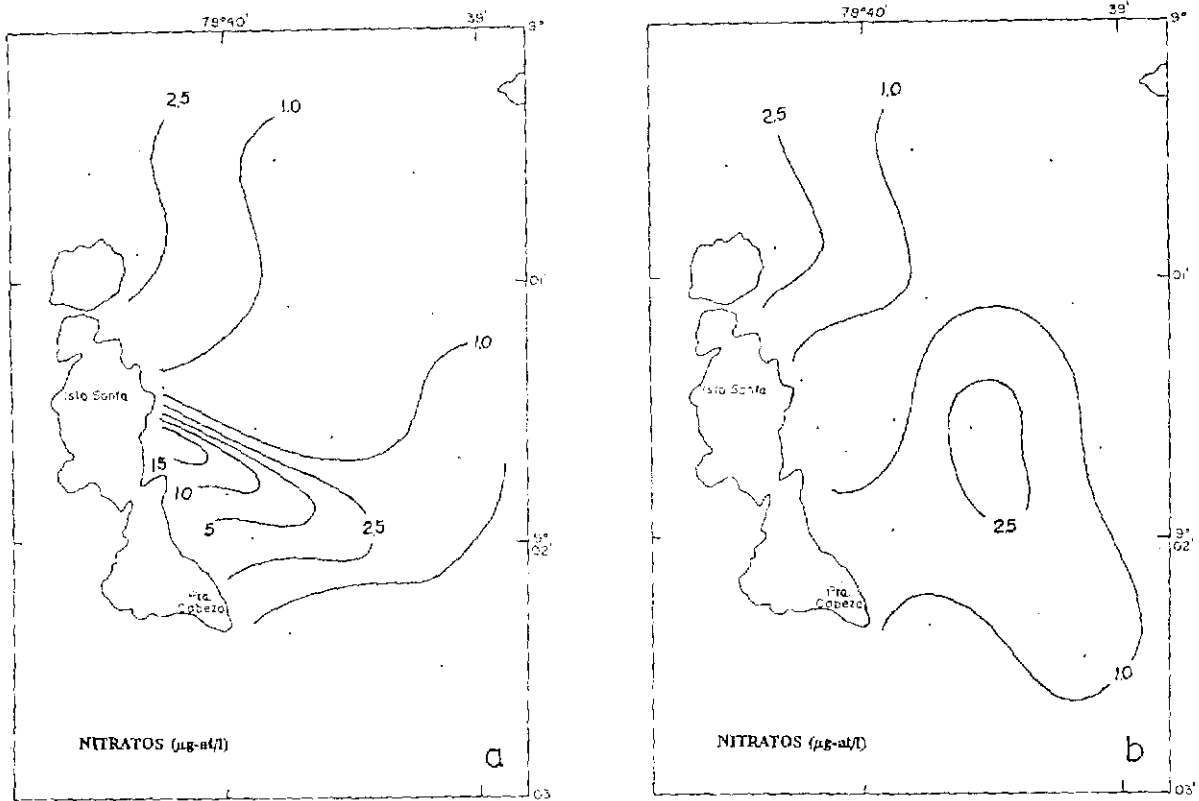 79°40'
39'
9°
2.5
1.0
01'
Isla Santa
1.0
15
10
5
2.5
9°
02'
Pta.
Cabeza
NITRATOS (µg-at/l)
a
03
79°40'
39'
9°
2.5
1.0
01'
Isla Santa
2.5
9°
02'
Pta.
Cabeza
1.0
NITRATOS (µg-at/l)
b
03'